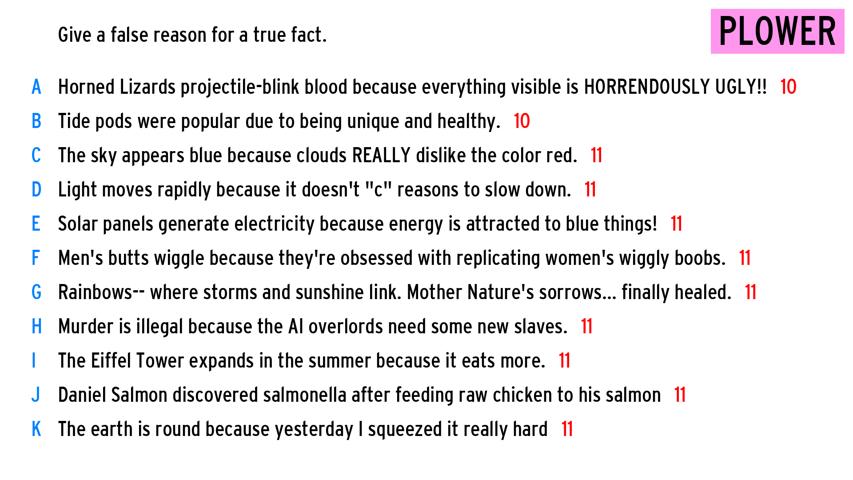 Give a false reason for a true fact.
PLOWER
A Horned Lizards projectile-blink blood because everything visible is HORRENDOUSLY UGLY!! 10
B Tide pods were popular due to being unique and healthy. 10
C The sky appears blue because clouds REALLY dislike the color red. 11
D Light moves rapidly because it doesn't "c" reasons to slow down. 11
E Solar panels generate electricity because energy is attracted to blue things! 11
F Men's butts wiggle because they're obsessed with replicating women's wiggly boobs. 11
G Rainbows-- where storms and sunshine link. Mother Nature's sorrows... finally healed. 11
H Murder is illegal because the AI overlords need some new slaves. 11
I The Eiffel Tower expands in the summer because it eats more. 11
J Daniel Salmon discovered salmonella after feeding raw chicken to his salmon 11
K The earth is round because yesterday I squeezed it really hard 11